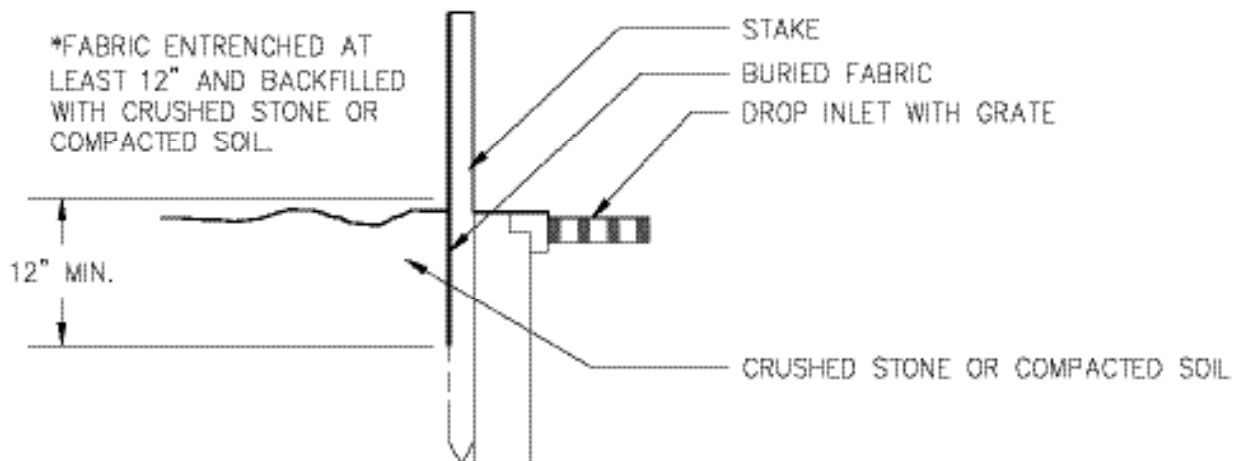 *FABRIC ENTRENCHED AT
LEAST 12" AND BACKFILLED
WITH CRUSHED STONE OR
COMPACTED SOIL.
STAKE
BURIED FABRIC
DROP INLET WITH GRATE
12" MIN.
CRUSHED STONE OR COMPACTED SOIL